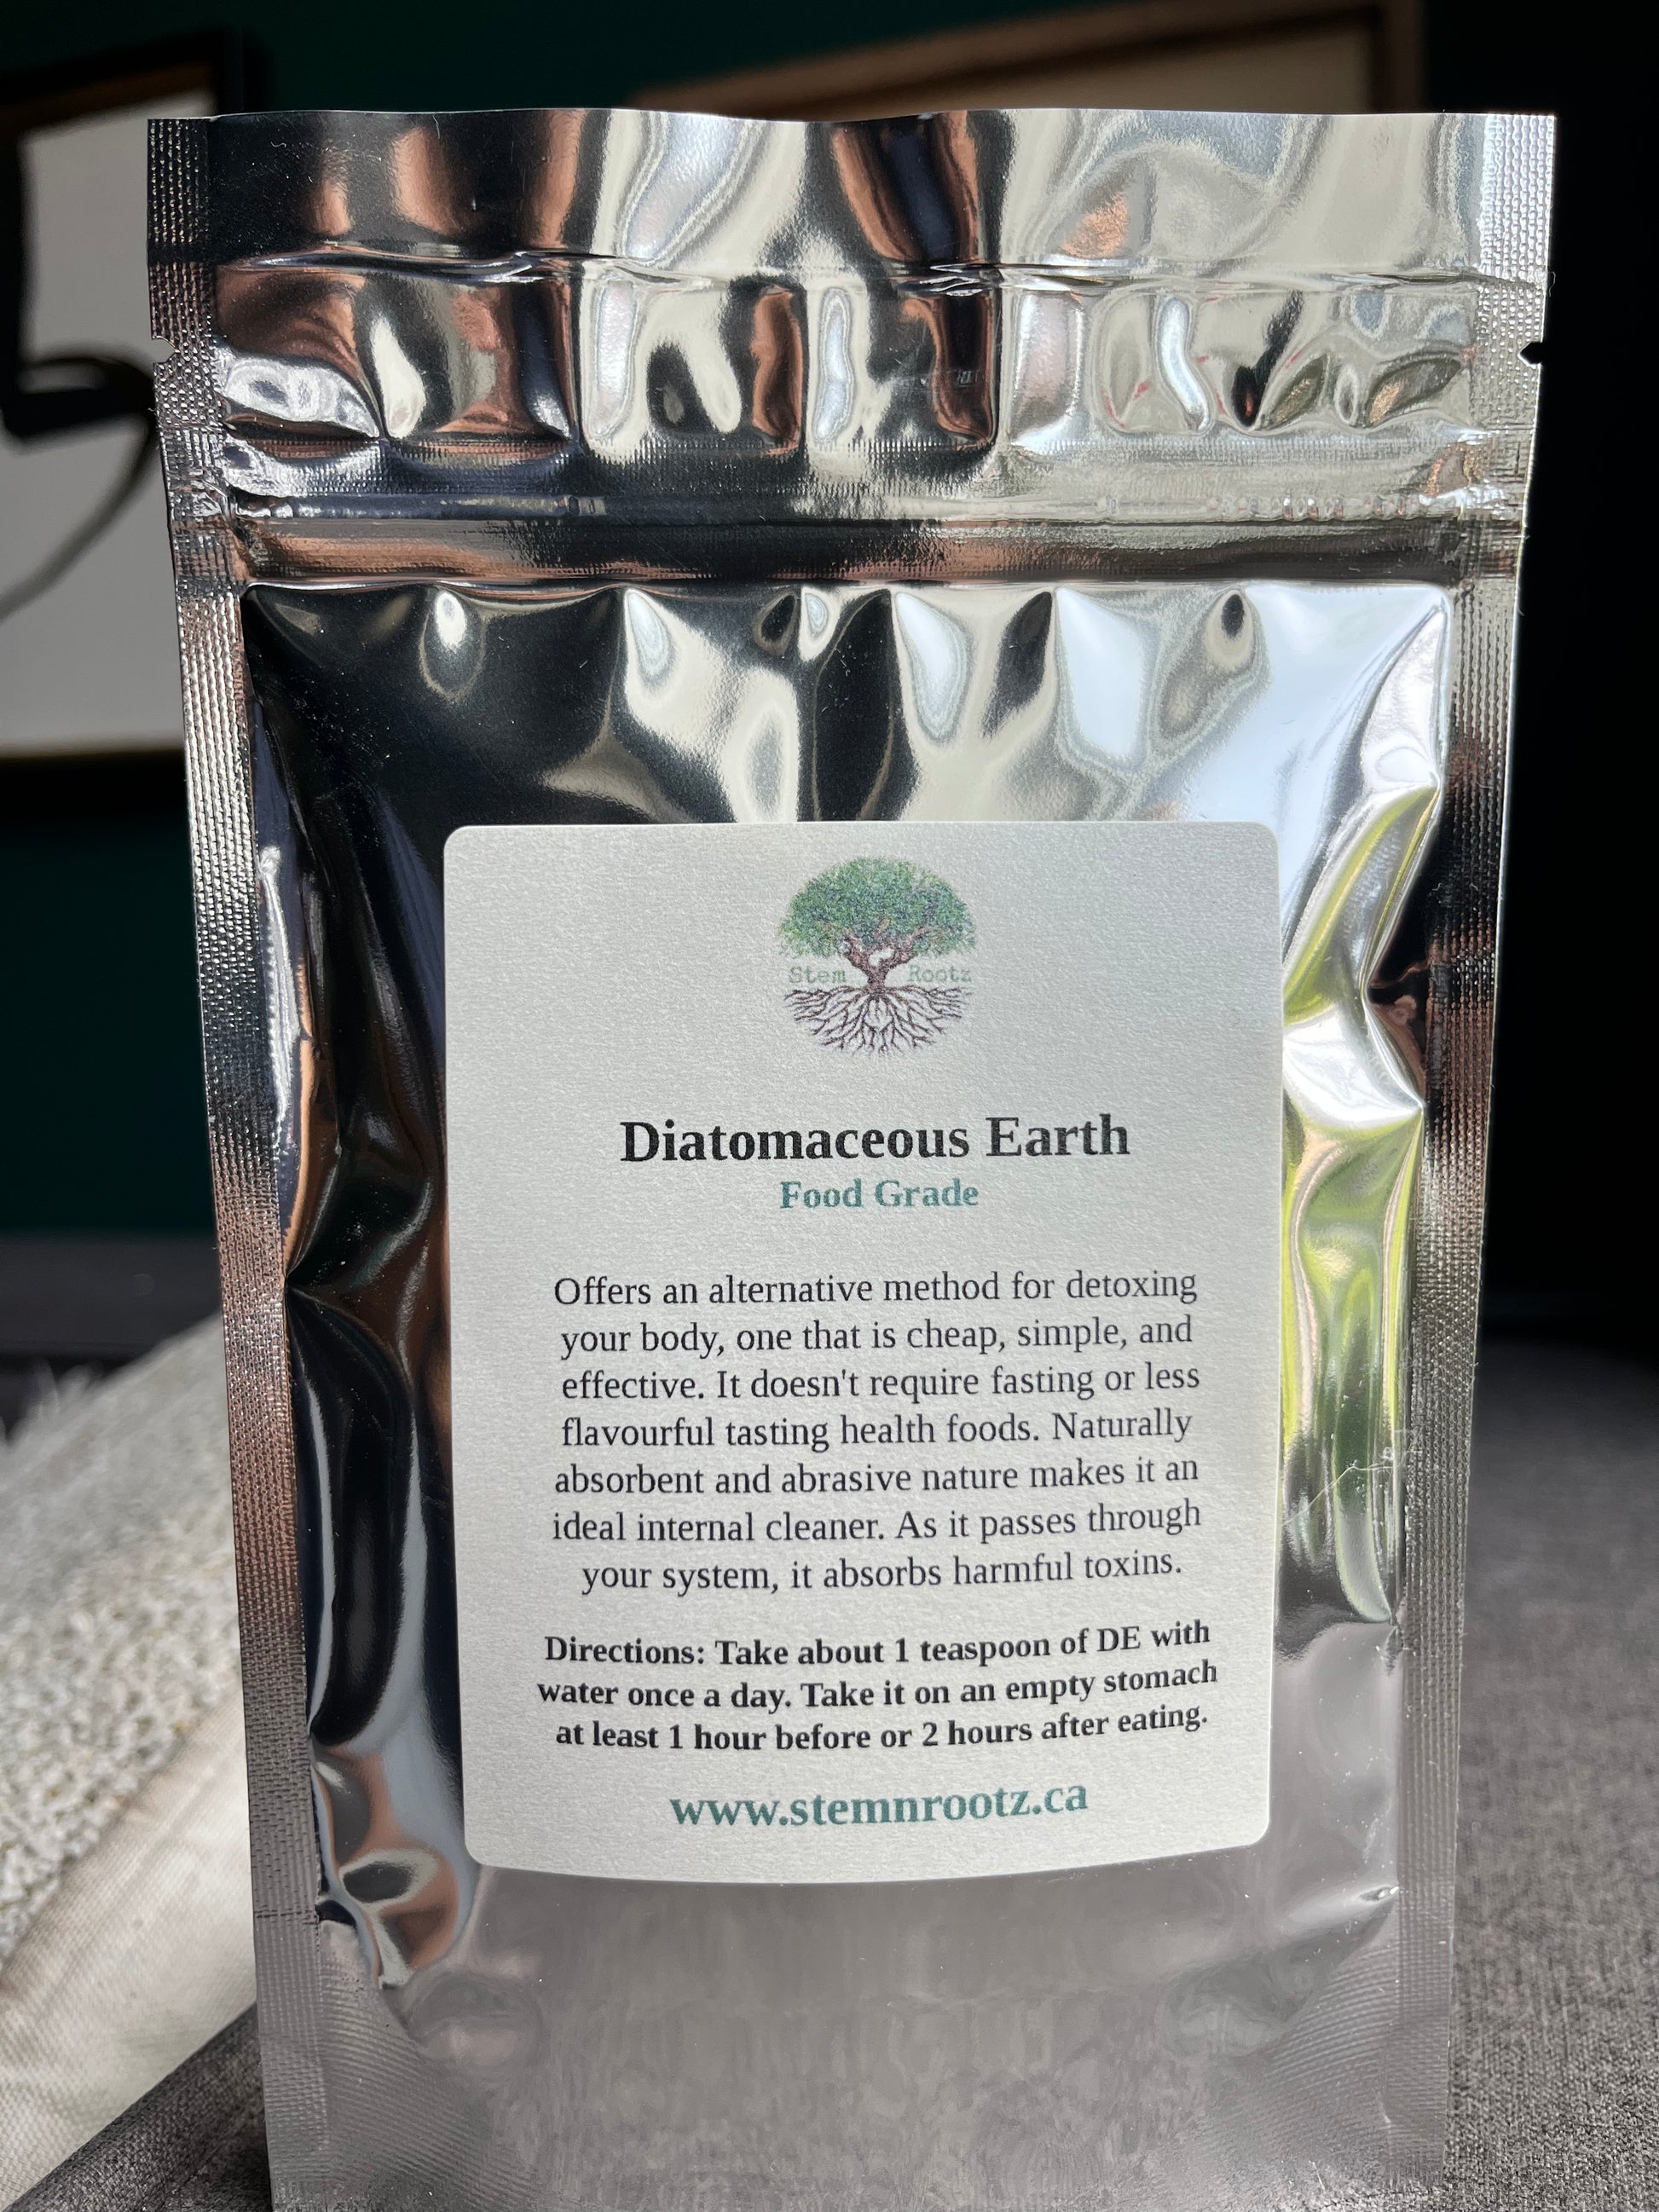 Stem Rootz
Diatomaceous Earth
Food Grade
Offers an alternative method for detoxing
your body, one that is cheap, simple, and
effective. It doesn't require fasting or less
flavourful tasting health foods. Naturally
absorbent and abrasive nature makes it an
ideal internal cleaner. As it passes through
your system, it absorbs harmful toxins.
Directions: Take about 1 teaspoon of DE with
water once a day. Take it on an empty stomach
at least 1 hour before or 2 hours after eating.
www.stemnrootz.ca